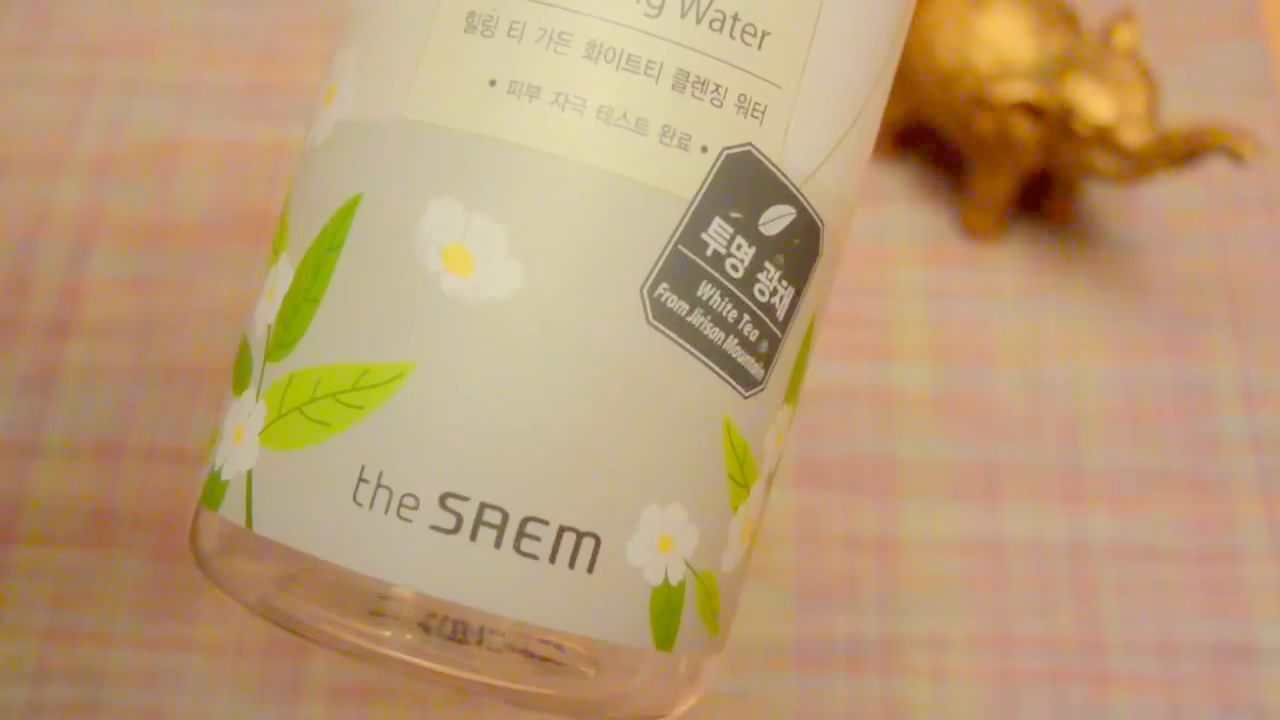 Water
힐링 티 가든 화이트티 클렌징 워터
• 피부 자극 테스트 완료 •
투명 광채
White Tea
From Jirisan Mountain
the SAEM